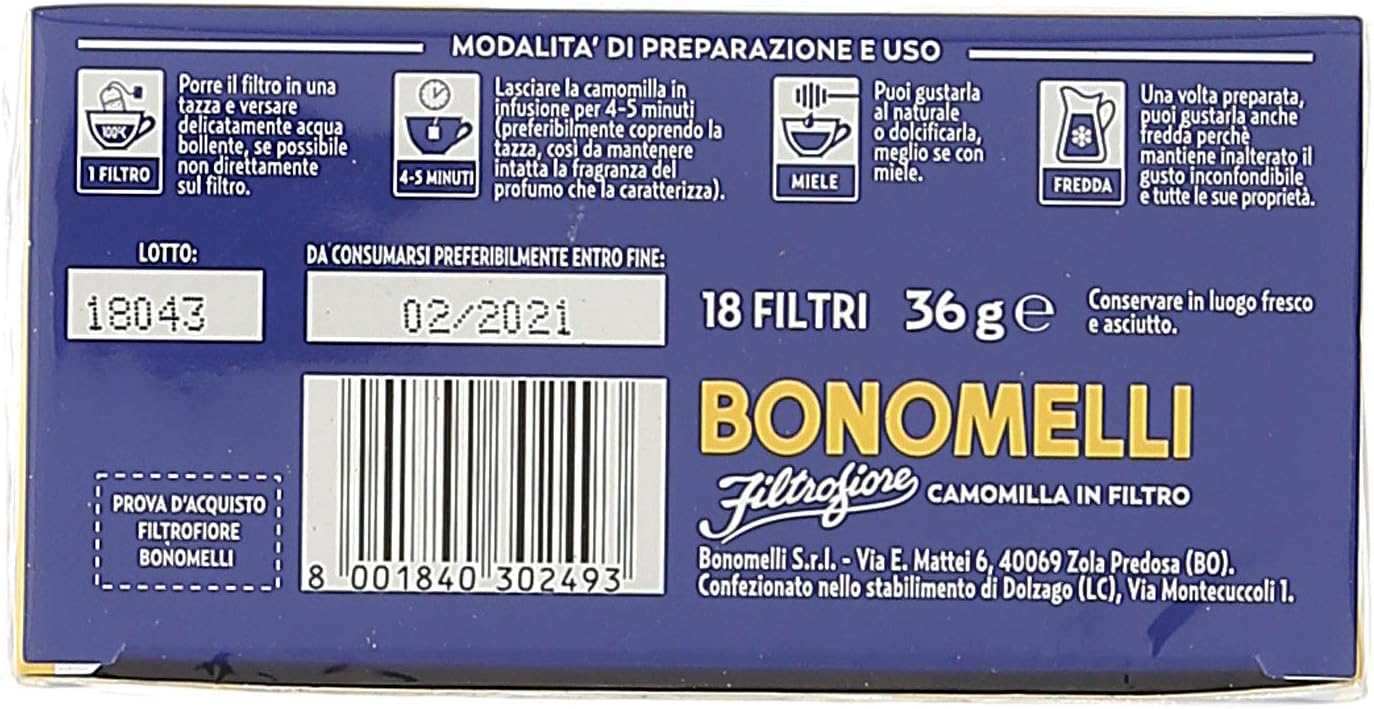 MODALITA' DI PREPARAZIONE E USO
100°C
1 FILTRO
Porre il filtro in una
tazza e versare
delicatamente acqua
bollente, se possibile
non direttamente
sul filtro.
4-5 MINUTI
Lasciare la camomilla in
infusione per 4-5 minuti
(preferibilmente coprendo la
tazza, così da mantenere
intatta la fragranza del
profumo che la caratterizza).
MIELE
Puoi gustarla
al naturale
o dolcificarla,
meglio se con
miele.
FREDDA
Una volta preparata,
puoi gustarla anche
fredda perchè
mantiene inalterato il
gusto inconfondibile
e tutte le sue proprietà.
LOTTO:
18043
DA CONSUMARSI PREFERIBILMENTE ENTRO FINE:
02/2021
18 FILTRI 36 g e
Conservare in luogo fresco
e asciutto.
PROVA D'ACQUISTO
FILTROFIORE
BONOMELLI
8 001840 302493
BONOMELLI
Filtrofiore CAMOMILLA IN FILTRO
Bonomelli S.r.l. - Via E. Mattei 6, 40069 Zola Predosa (BO).
Confezionato nello stabilimento di Dolzago (LC), Via Montecuccoli 1.